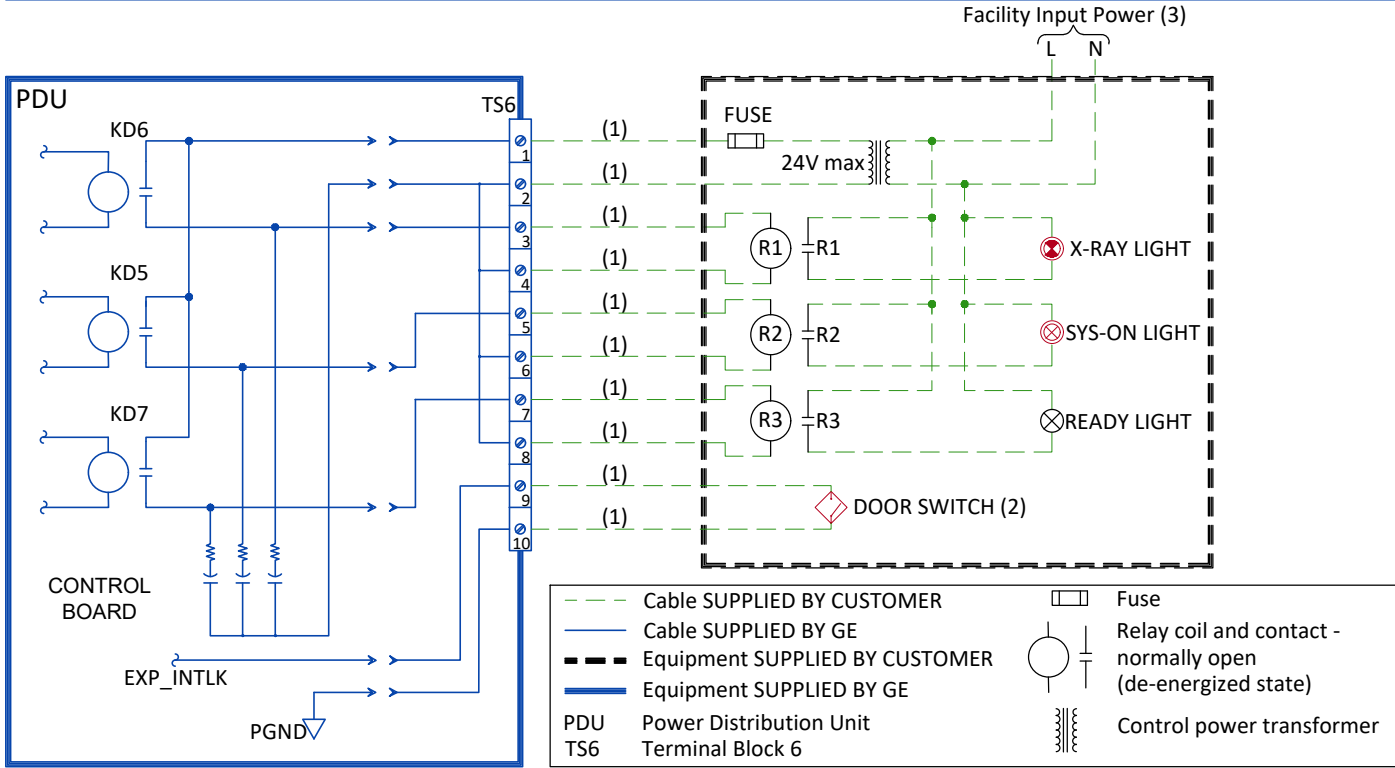 Facility Input Power (3)
L N
PDU
TS6
KD6
KD5
KD7
1
2
3
4
5
6
7
8
9
10
CONTROL
BOARD
EXP_INTLK
PGND
(1)
(1)
(1)
(1)
(1)
(1)
(1)
(1)
(1)
(1)
FUSE
24V max
R1 R1 X-RAY LIGHT
R2 R2 SYS-ON LIGHT
R3 R3 READY LIGHT
DOOR SWITCH (2)
Cable SUPPLIED BY CUSTOMER
Cable SUPPLIED BY GE
Equipment SUPPLIED BY CUSTOMER
Equipment SUPPLIED BY GE
PDU Power Distribution Unit
TS6 Terminal Block 6
Fuse
Relay coil and contact -
normally open
(de-energized state)
Control power transformer